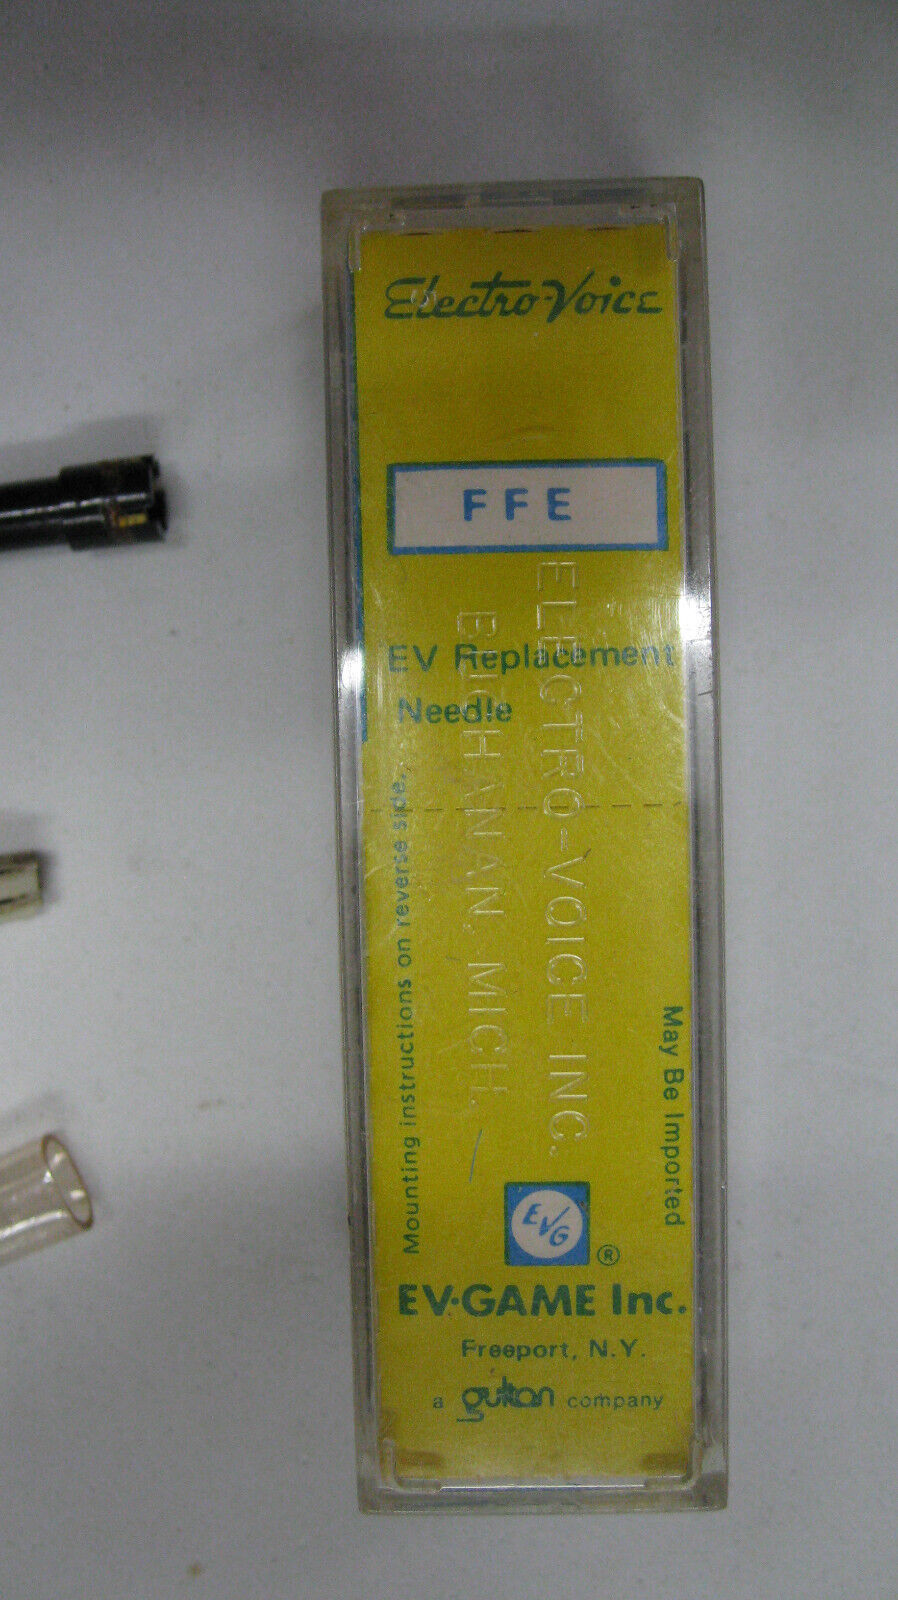 Electro-Voice
FFE
EV Replacement
Needle
ELECTRO-VOICE INC.
BUCHANAN, MICH.
Mounting instructions on reverse side.
May Be Imported
EVG
®
EV·GAME Inc.
Freeport, N.Y.
a gulton company